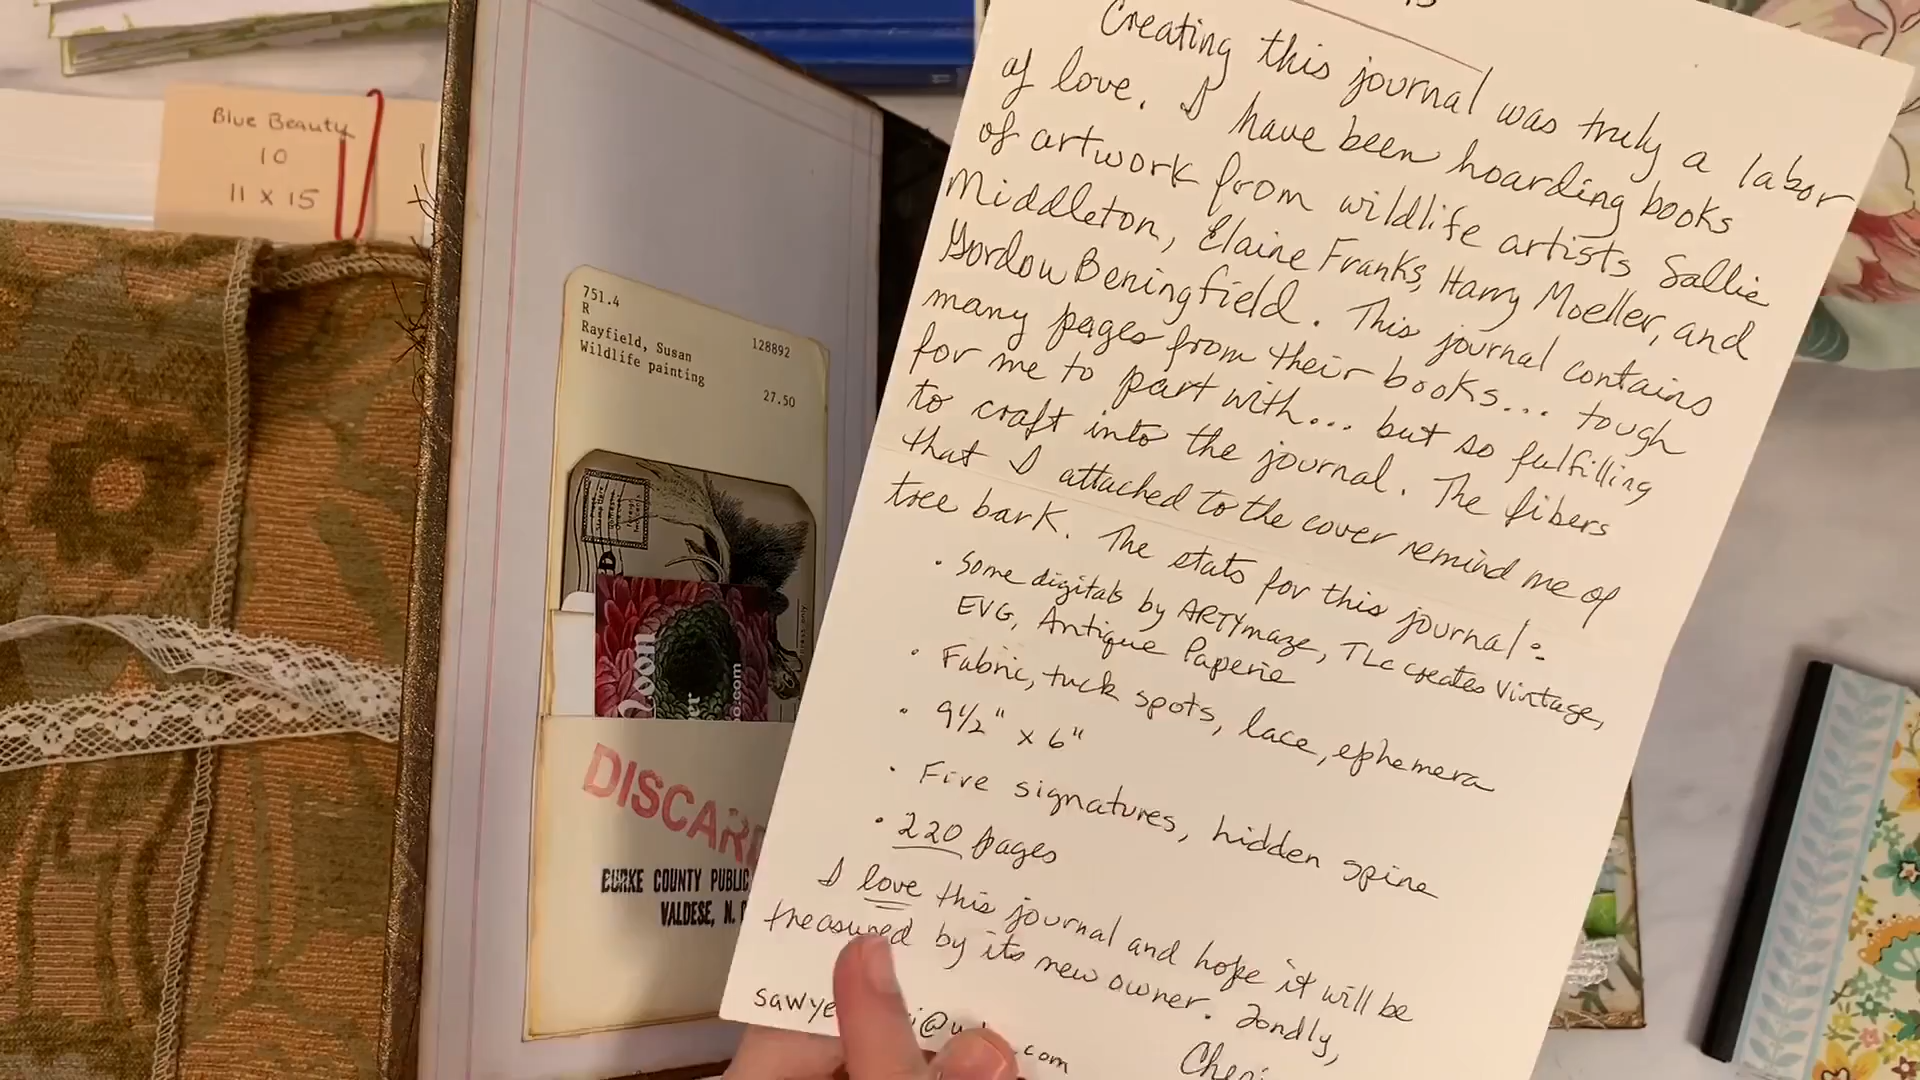 Blue Beauty
10
11 x 15
751.4
R
Rayfield, Susan
Wildlife painting
128892
27.50
DISCARD
BURKE COUNTY PUBLIC
VALDESE, N.
Creating this journal was truly a labor
of love. I have been hoarding books
of artwork from wildlife artists Sallie
Middleton, Elaine Franks, Harry Moeller, and
Gordon Beningfield. This journal contains
many pages from their books... tough
for me to part with... but so fulfilling
to craft into the journal. The fibers
that I attached to the cover remind me of
tree bark. The stats for this journal:
• Some digitals by ARTYmaze, TLC creates vintage,
EVG, Antique Paperie
• Fabric, tuck spots, lace, ephemera
• 9 1/2" x 6"
• Five signatures, hidden spine
• 220 pages
I love this journal and hope it will be
treasured by its new owner. Fondly,
.com